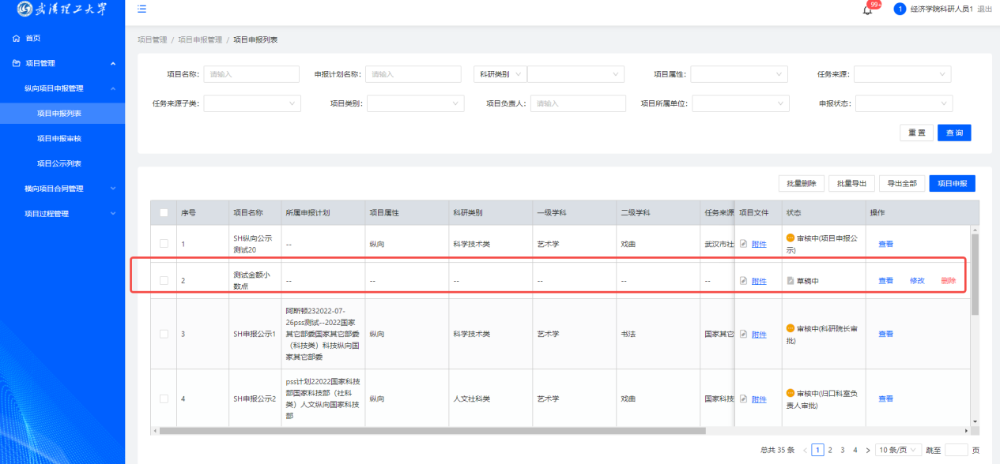 武汉理工大学
99+
1 经济学院科研人员1 退出
首页
项目管理
纵向项目申报管理
项目申报列表
项目申报审核
项目公示列表
横向项目合同管理
项目过程管理
项目管理 / 项目申报管理 / 项目申报列表
项目名称: 请输入 申报计划名称: 请输入 科研类别 项目属性: 任务来源:
任务来源子类: 项目类别: 项目负责人: 请输入 项目所属单位: 申报状态:
重置 查询
批量删除 批量导出 导出全部 项目申报
序号 项目名称 所属申报计划 项目属性 科研类别 一级学科 二级学科 任务来源 项目文件 状态 操作
1 SH纵向公示
测试20 -- 纵向 科学技术类 艺术学 戏曲 武汉市社 附件 审核中(项目申报公
示) 查看
2 测试金额小
数点 -- -- -- -- -- -- 附件 草稿中 查看 修改 删除
3 SH申报公示1 阿斯顿232022-07-
26pss测试--2022国家
其它部委国家其它部委
（科技类）科技纵向国
家其它部委 纵向 科学技术类 艺术学 书法 国家其它 附件 审核中(科研院长审
批) 查看
4 SH申报公示2 pss计划22022国家科技
部国家科技部（社科
类）人文纵向国家科技
部 纵向 人文社科类 艺术学 戏曲 国家科技 附件 审核中(归口科室负
责人审批) 查看
总共 35 条 < 1 2 3 4 > 10 条/页 跳至 页